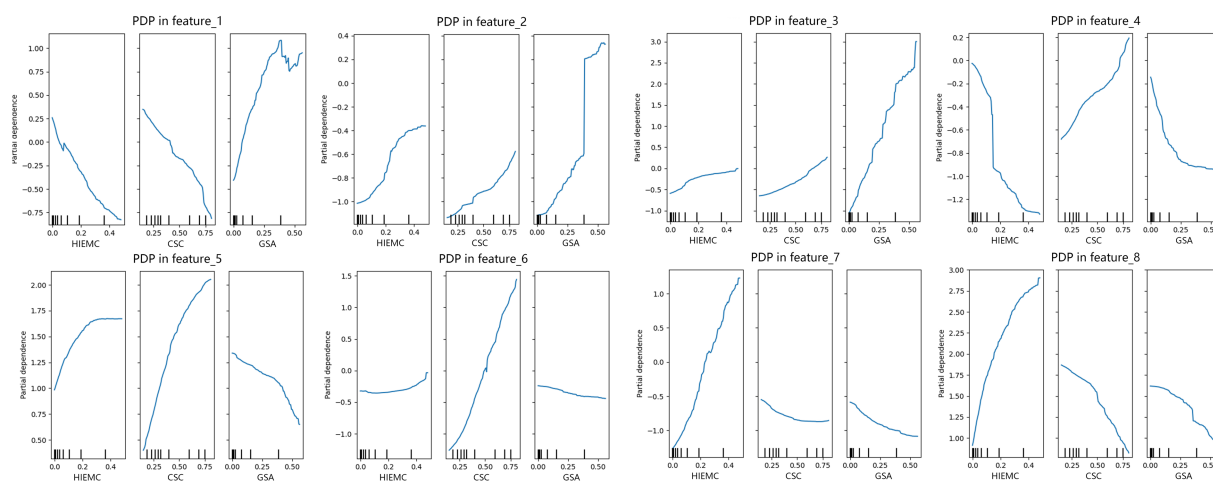 PDP in feature_1
PDP in feature_2
PDP in feature_3
PDP in feature_4
Partial dependence
1.00
0.75
0.50
0.25
0.00
−0.25
−0.50
−0.75
0.0 0.2 0.4
HIEMC
0.25 0.50 0.75
CSC
0.00 0.25 0.50
GSA
Partial dependence
0.4
0.2
0.0
−0.2
−0.4
−0.6
−0.8
−1.0
0.0 0.2 0.4
HIEMC
0.25 0.50 0.75
CSC
0.00 0.25 0.50
GSA
Partial dependence
3.0
2.5
2.0
1.5
1.0
0.5
0.0
−0.5
−1.0
0.0 0.2 0.4
HIEMC
0.25 0.50 0.75
CSC
0.00 0.25 0.50
GSA
Partial dependence
0.2
0.0
−0.2
−0.4
−0.6
−0.8
−1.0
−1.2
0.0 0.2 0.4
HIEMC
0.25 0.50 0.75
CSC
0.00 0.25 0.50
GSA
PDP in feature_5
PDP in feature_6
PDP in feature_7
PDP in feature_8
Partial dependence
2.00
1.75
1.50
1.25
1.00
0.75
0.50
0.0 0.2 0.4
HIEMC
0.25 0.50 0.75
CSC
0.00 0.25 0.50
GSA
Partial dependence
1.5
1.0
0.5
0.0
−0.5
−1.0
0.0 0.2 0.4
HIEMC
0.25 0.50 0.75
CSC
0.00 0.25 0.50
GSA
Partial dependence
1.0
0.5
0.0
−0.5
−1.0
0.0 0.2 0.4
HIEMC
0.25 0.50 0.75
CSC
0.00 0.25 0.50
GSA
Partial dependence
3.00
2.75
2.50
2.25
2.00
1.75
1.50
1.25
1.00
0.0 0.2 0.4
HIEMC
0.25 0.50 0.75
CSC
0.00 0.25 0.50
GSA